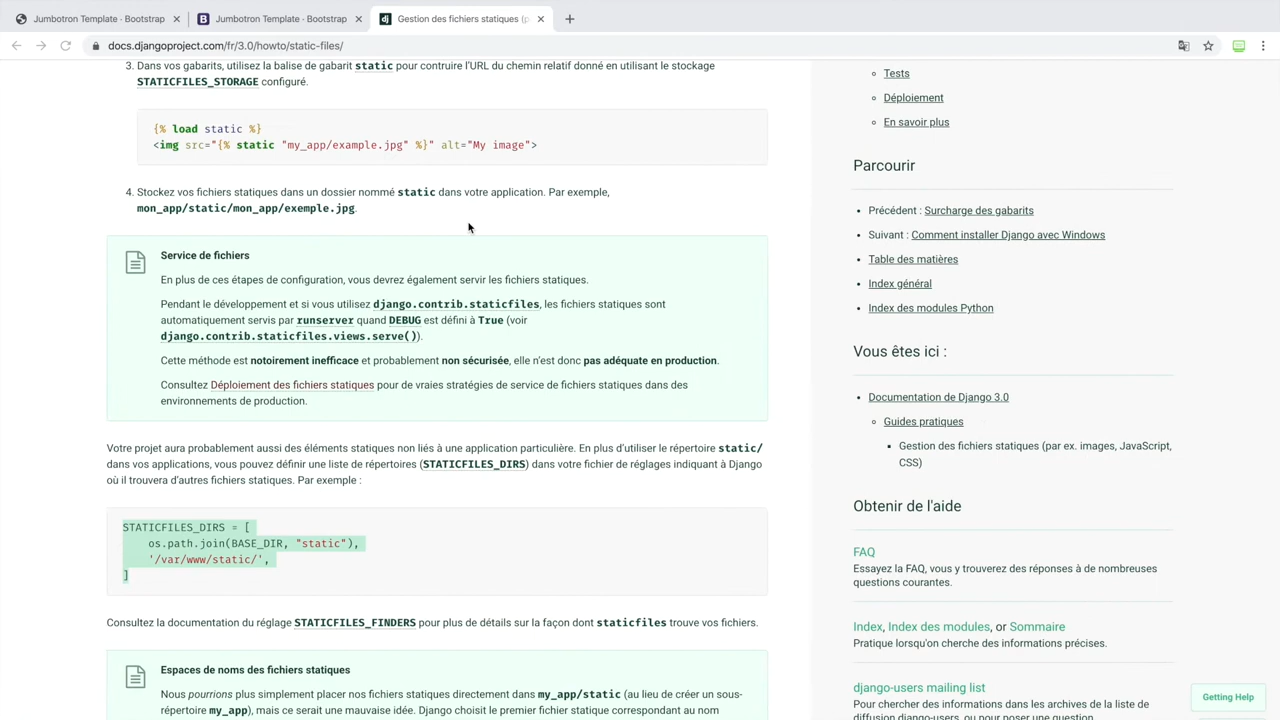 Jumbotron Template · Bootstrap
Jumbotron Template · Bootstrap
Gestion des fichiers statiques (p
docs.djangoproject.com/fr/3.0/howto/static-files/
3. Dans vos gabarits, utilisez la balise de gabarit static pour construire l'URL du chemin relatif donné en utilisant le stockage
STATICFILES_STORAGE configuré.
{% load static %}
<img src="{% static "my_app/example.jpg" %}" alt="My image">
4. Stockez vos fichiers statiques dans un dossier nommé static dans votre application. Par exemple,
mon_app/static/mon_app/exemple.jpg.
Service de fichiers
En plus de ces étapes de configuration, vous devrez également servir les fichiers statiques.
Pendant le développement et si vous utilisez django.contrib.staticfiles, les fichiers statiques sont
automatiquement servis par runserver quand DEBUG est défini à True (voir
django.contrib.staticfiles.views.serve()).
Cette méthode est notoirement inefficace et probablement non sécurisée, elle n'est donc pas adéquate en production.
Consultez Déploiement des fichiers statiques pour de vraies stratégies de service de fichiers statiques dans des
environnements de production.
Votre projet aura probablement aussi des éléments statiques non liés à une application particulière. En plus d'utiliser le répertoire static/
dans vos applications, vous pouvez définir une liste de répertoires (STATICFILES_DIRS) dans votre fichier de réglages indiquant à Django
où il trouvera d'autres fichiers statiques. Par exemple :
STATICFILES_DIRS = [
os.path.join(BASE_DIR, "static"),
'/var/www/static/',
]
Consultez la documentation du réglage STATICFILES_FINDERS pour plus de détails sur la façon dont staticfiles trouve vos fichiers.
Espaces de noms des fichiers statiques
Nous pourrions plus simplement placer nos fichiers statiques directement dans my_app/static (au lieu de créer un sous-
répertoire my_app), mais ce serait une mauvaise idée. Django choisit le premier fichier statique correspondant au nom
Tests
Déploiement
En savoir plus
Parcourir
Précédent : Surcharge des gabarits
Suivant : Comment installer Django avec Windows
Table des matières
Index général
Index des modules Python
Vous êtes ici :
Documentation de Django 3.0
Guides pratiques
Gestion des fichiers statiques (par ex. images, JavaScript,
CSS)
Obtenir de l'aide
FAQ
Essayez la FAQ, vous y trouverez des réponses à de nombreuses
questions courantes.
Index, Index des modules, or Sommaire
Pratique lorsqu'on cherche des informations précises.
django-users mailing list
Pour chercher des informations dans les archives de la liste de
diffusion django-users, ou pour poser une question.
Getting Help